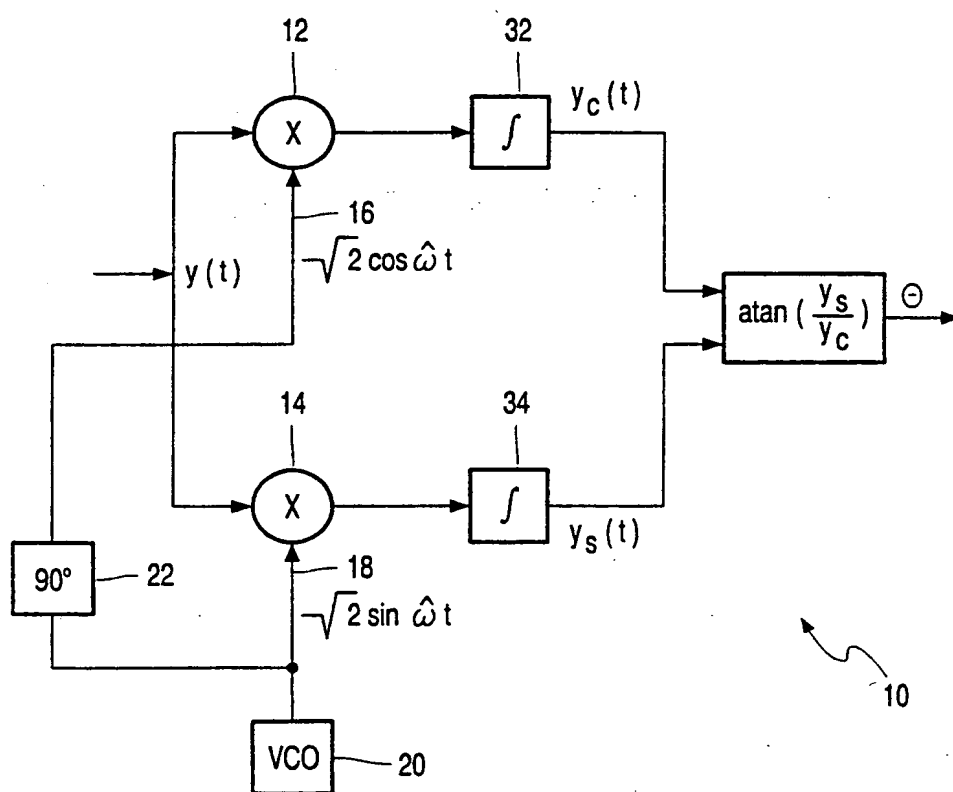 12
32
X
∫
y_c(t)
16
√2 cos ω̂ t
y(t)
atan ( y_s / y_c )
Θ
14
34
X
∫
y_s(t)
90°
22
18
√2 sin ω̂ t
10
VCO
20